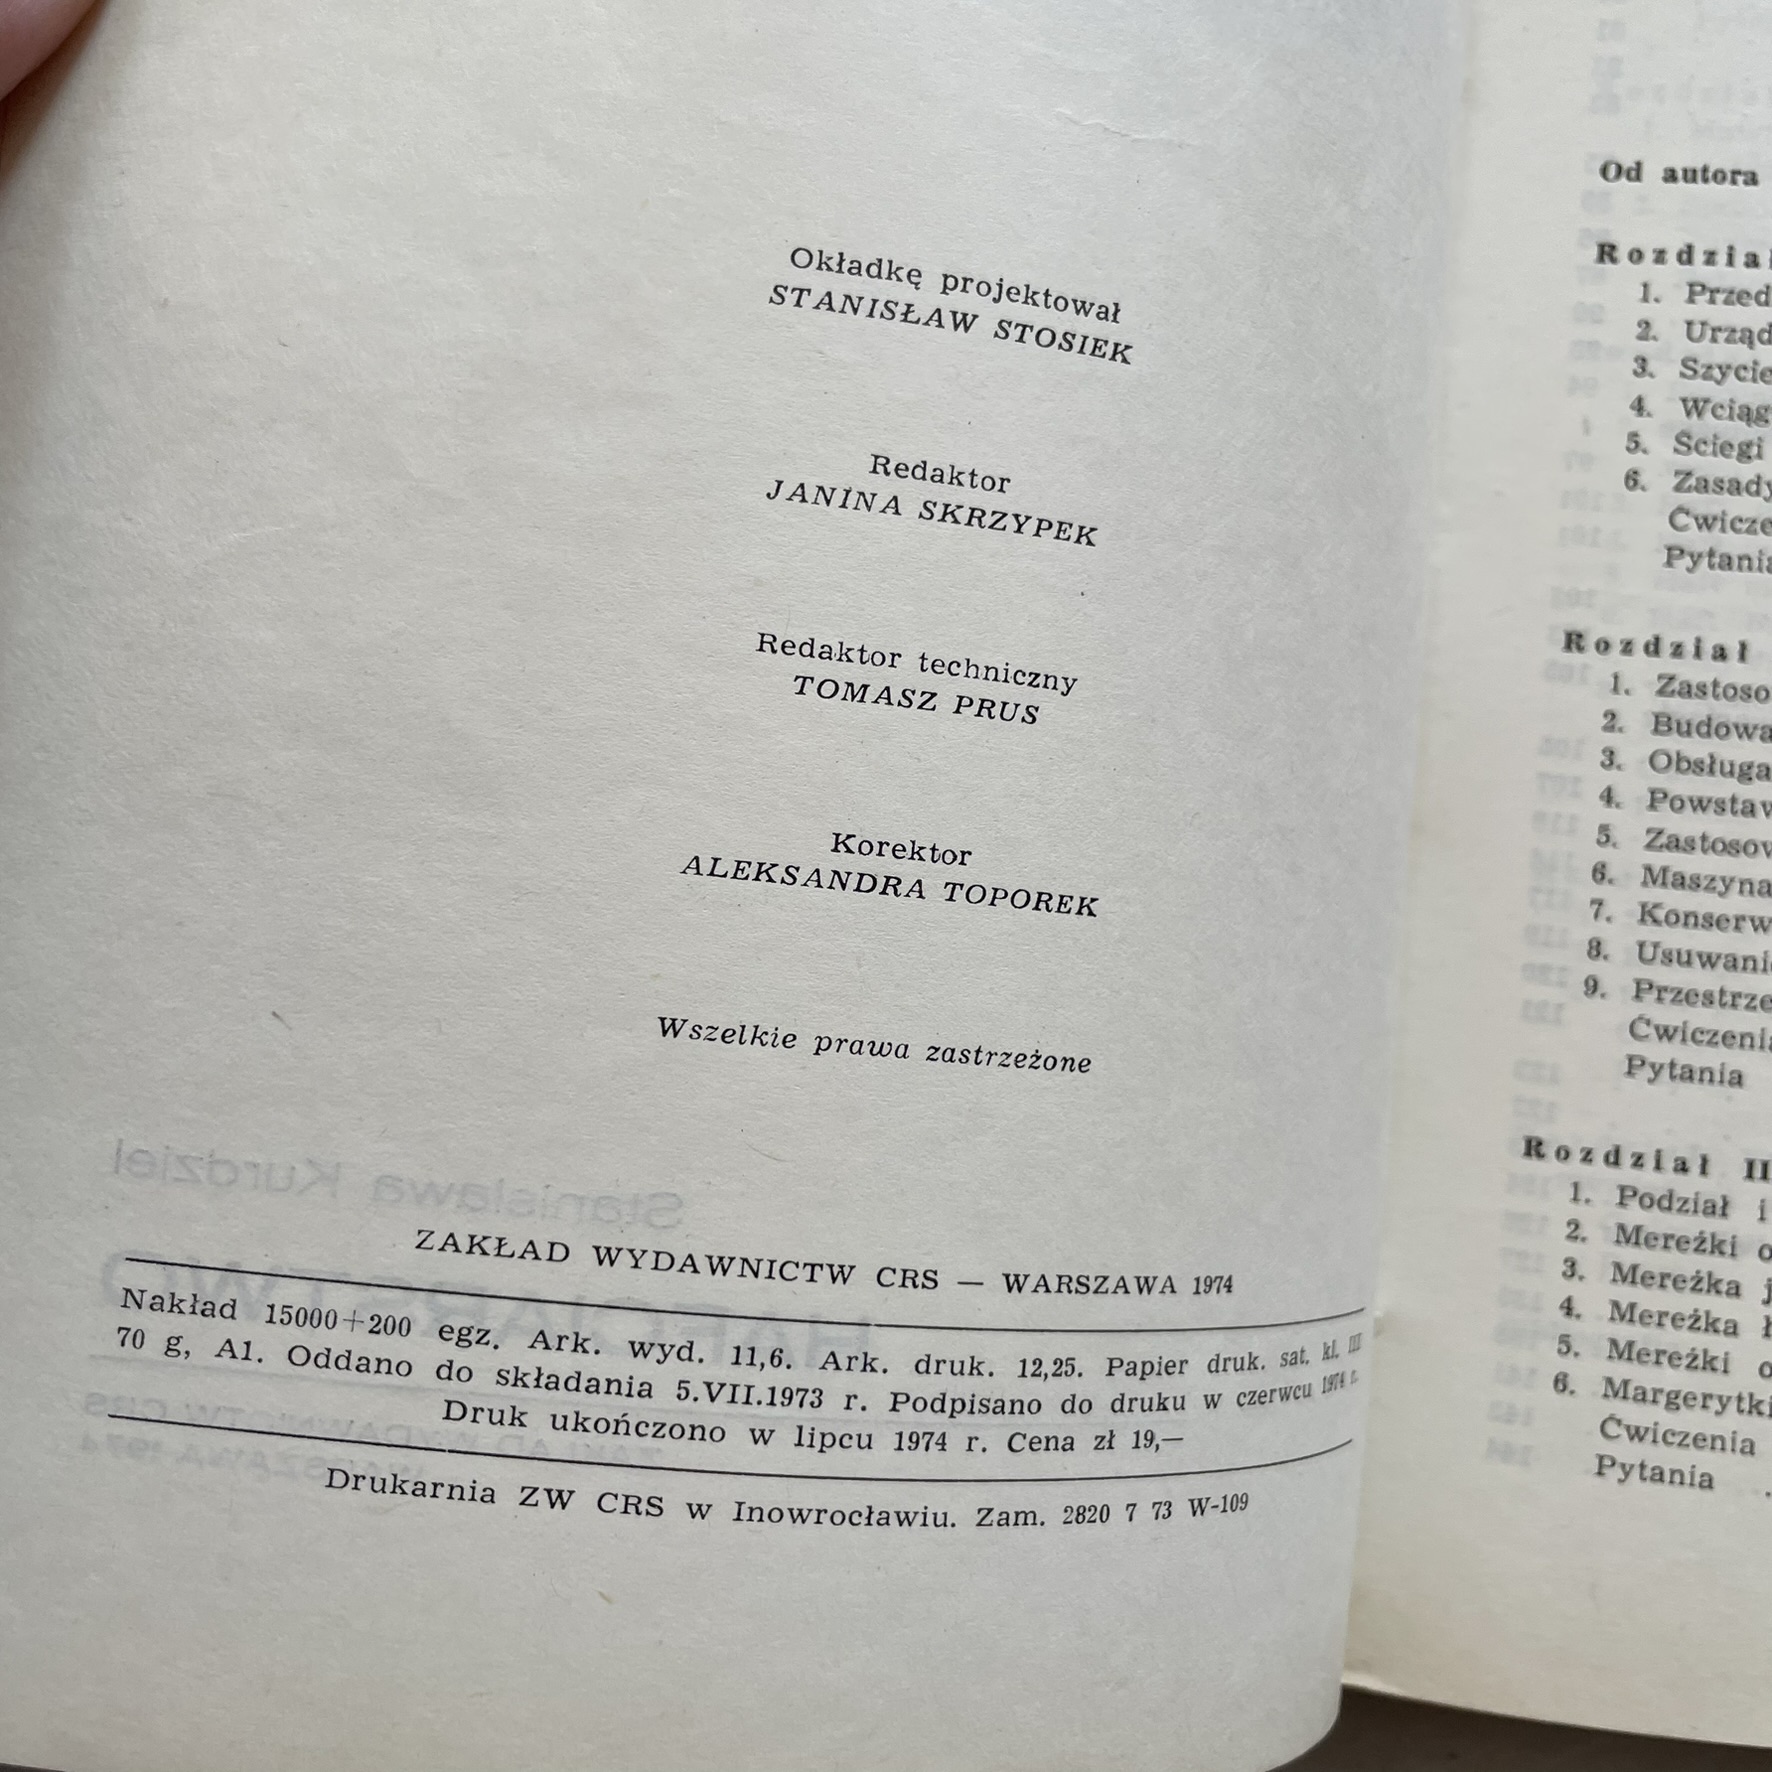 Okładkę projektował
STANISŁAW STOSIEK
Redaktor
JANINA SKRZYPEK
Redaktor techniczny
TOMASZ PRUS
Korektor
ALEKSANDRA TOPOREK
Wszelkie prawa zastrzeżone
Stanisława Kurdziel
ZAKŁAD WYDAWNICTW CRS — WARSZAWA 1974
Nakład 15000+200 egz. Ark. wyd. 11,6. Ark. druk. 12,25. Papier druk. sat. kl. III
70 g, A1. Oddano do składania 5.VII.1973 r. Podpisano do druku w czerwcu 1974 r.
Druk ukończono w lipcu 1974 r. Cena zł 19,—
Drukarnia ZW CRS w Inowrocławiu. Zam. 2820 7 73 W-109
Od autora
Rozdział
1. Przed
2. Urząd
3. Szycie
4. Wciąg
5. Ściegi
6. Zasady
Ćwicze
Pytania
Rozdział
1. Zastoso
2. Budowa
3. Obsługa
4. Powstaw
5. Zastosow
6. Maszyna
7. Konserw
8. Usuwanie
9. Przestrze
Ćwiczenia
Pytania
Rozdział II
1. Podział i
2. Mereżki o
3. Mereżka j
4. Mereżka
5. Mereżki o
6. Margerytki
Ćwiczenia
Pytania .